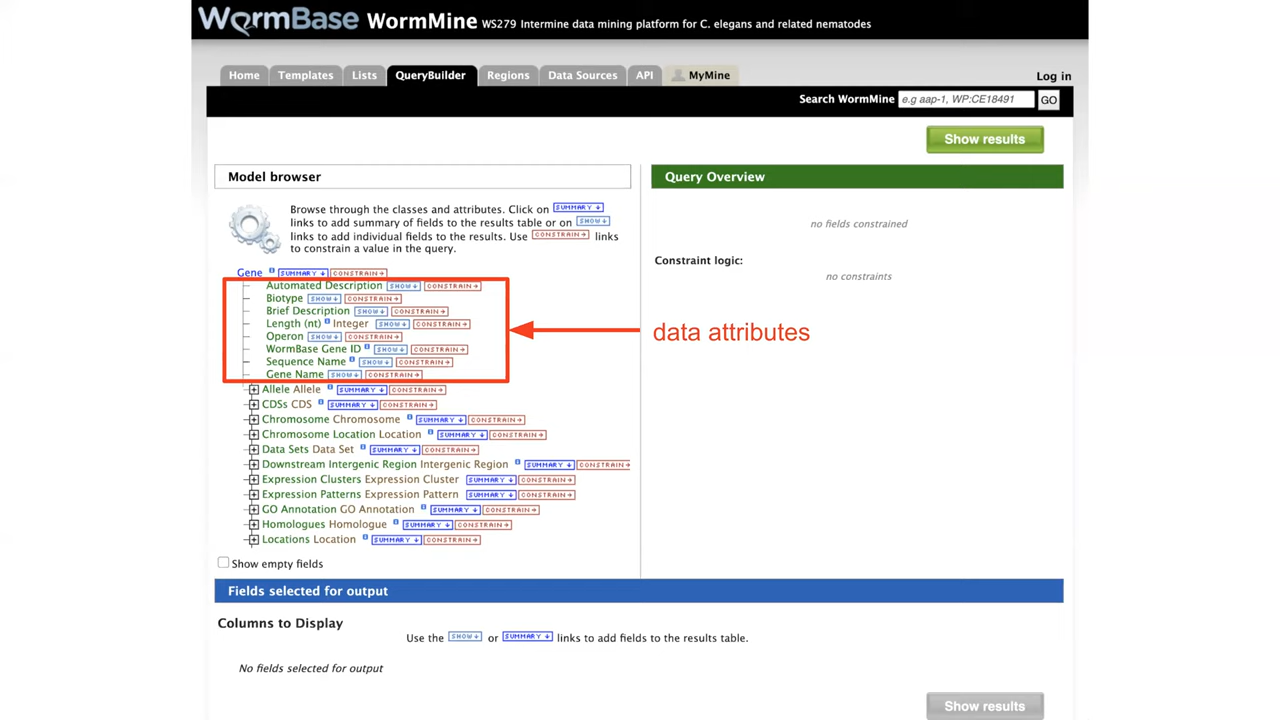 WormBase WormMine WS279 Intermine data mining platform for C. elegans and related nematodes
Home Templates Lists QueryBuilder Regions Data Sources API MyMine
Log in
Search WormMine e.g aap-1, WP:CE18491 GO
Show results
Model browser
Browse through the classes and attributes. Click on SUMMARY↓
links to add summary of fields to the results table or on SHOW↓
links to add individual fields to the results. Use CONSTRAIN→ links
to constrain a value in the query.
Gene i SUMMARY↓ CONSTRAIN→
Automated Description SHOW↓ CONSTRAIN→
Biotype SHOW↓ CONSTRAIN→
Brief Description SHOW↓ CONSTRAIN→
Length (nt) i Integer SHOW↓ CONSTRAIN→
Operon SHOW↓ CONSTRAIN→
WormBase Gene ID i SHOW↓ CONSTRAIN→
Sequence Name i SHOW↓ CONSTRAIN→
Gene Name SHOW↓ CONSTRAIN→
Allele Allele i SUMMARY↓ CONSTRAIN→
CDSs CDS i SUMMARY↓ CONSTRAIN→
Chromosome Chromosome i SUMMARY↓ CONSTRAIN→
Chromosome Location Location i SUMMARY↓ CONSTRAIN→
Data Sets Data Set i SUMMARY↓ CONSTRAIN→
Downstream Intergenic Region Intergenic Region i SUMMARY↓ CONSTRAIN→
Expression Clusters Expression Cluster SUMMARY↓ CONSTRAIN→
Expression Patterns Expression Pattern SUMMARY↓ CONSTRAIN→
GO Annotation GO Annotation i SUMMARY↓ CONSTRAIN→
Homologues Homologue i SUMMARY↓ CONSTRAIN→
Locations Location i SUMMARY↓ CONSTRAIN→
Show empty fields
Query Overview
no fields constrained
Constraint logic:
no constraints
data attributes
Fields selected for output
Columns to Display
Use the SHOW↓ or SUMMARY↓ links to add fields to the results table.
No fields selected for output
Show results